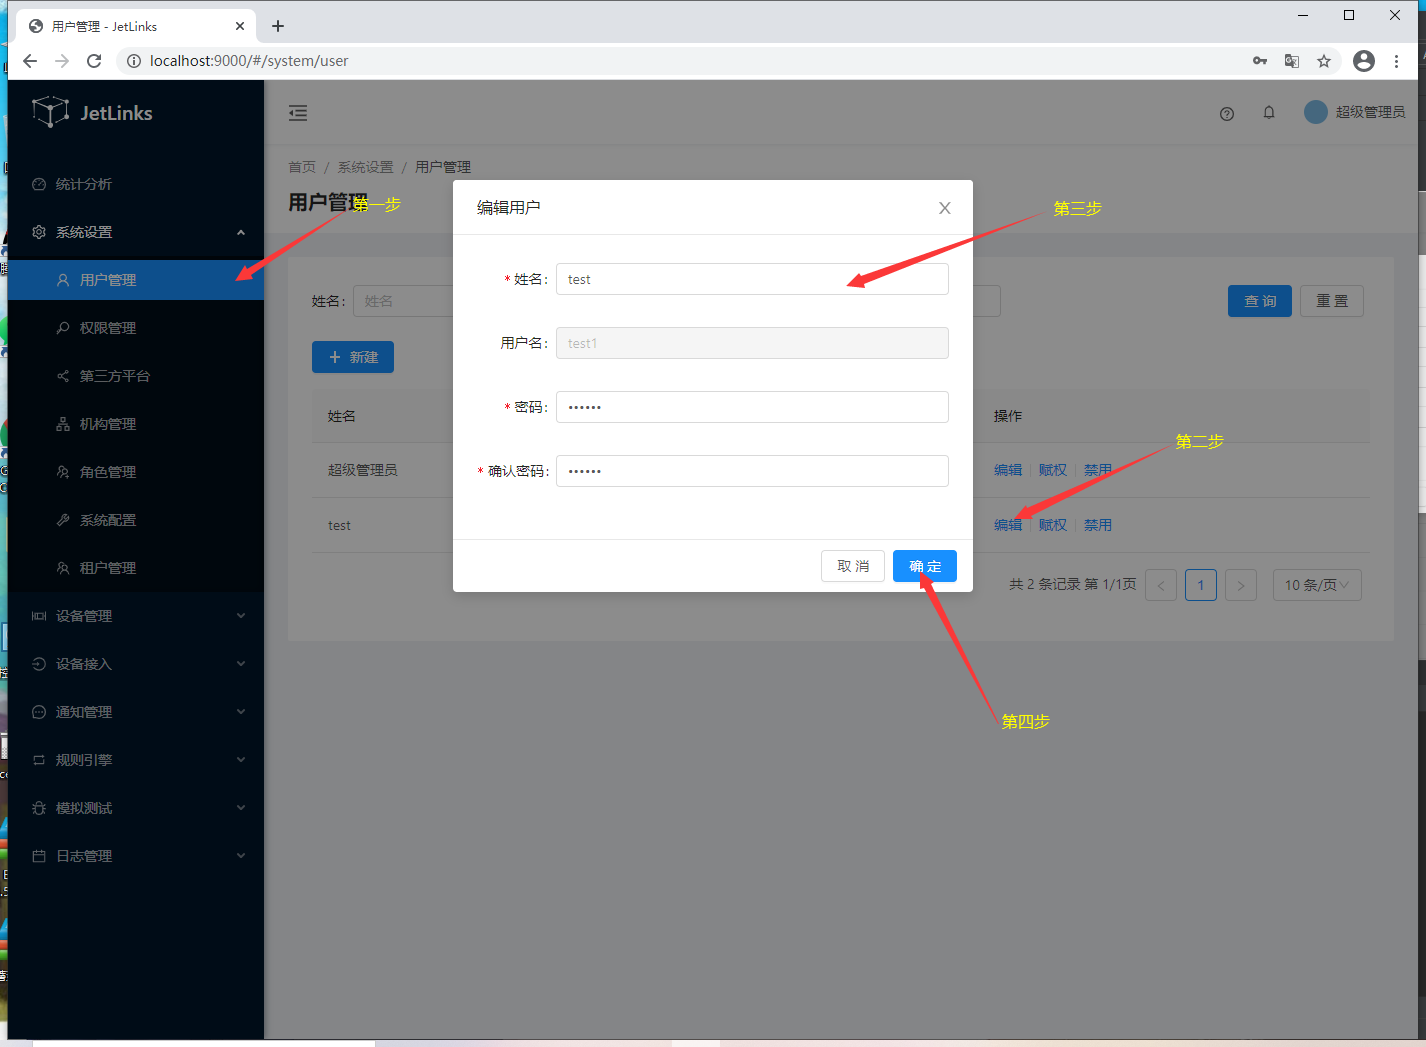 用户管理 - JetLinks
localhost:9000/#/system/user
JetLinks
超级管理员
首页 / 系统设置 / 用户管理
用户管理
第一步
统计分析
系统设置
用户管理
权限管理
第三方平台
机构管理
角色管理
系统配置
租户管理
设备管理
设备接入
通知管理
规则引擎
模拟测试
日志管理
编辑用户
第三步
* 姓名: test
用户名: test1
* 密码: ••••••
* 确认密码: ••••••
取 消 确 定
第四步
姓名: 姓名
查 询 重 置
+ 新建
姓名 操作
第二步
超级管理员 编辑 赋权 禁用
test 编辑 赋权 禁用
共 2 条记录 第 1/1页 < 1 > 10 条/页